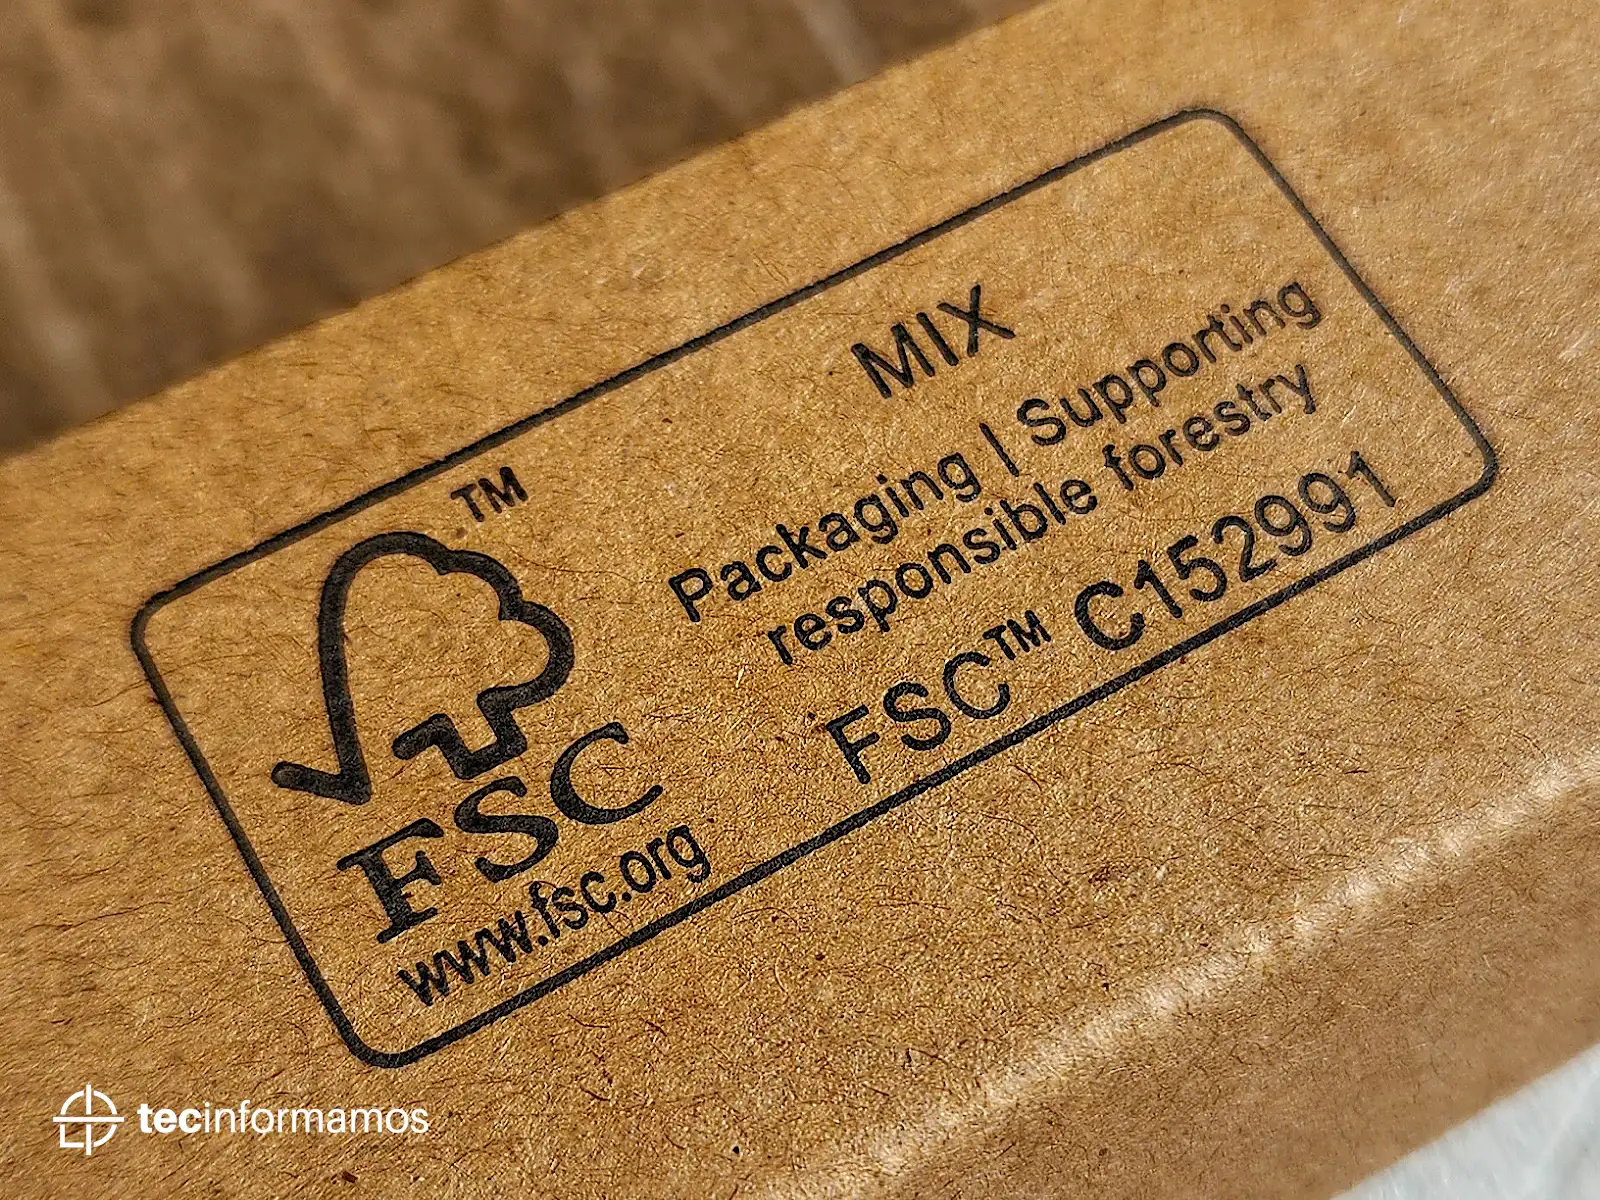 TM
FSC
www.fsc.org
MIX
Packaging | Supporting
responsible forestry
FSC™ C152991
tecinformamos